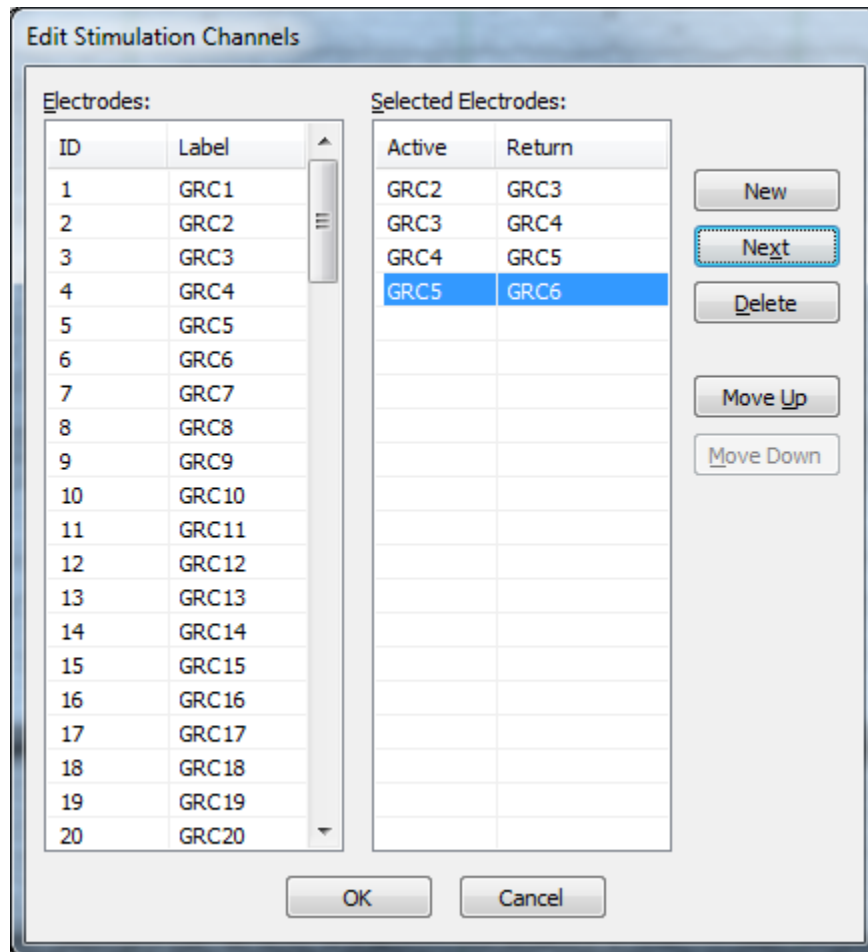 Edit Stimulation Channels
Electrodes:
ID Label
1 GRC1
2 GRC2
3 GRC3
4 GRC4
5 GRC5
6 GRC6
7 GRC7
8 GRC8
9 GRC9
10 GRC10
11 GRC11
12 GRC12
13 GRC13
14 GRC14
15 GRC15
16 GRC16
17 GRC17
18 GRC18
19 GRC19
20 GRC20
Selected Electrodes:
Active Return
GRC2 GRC3
GRC3 GRC4
GRC4 GRC5
GRC5 GRC6
New
Next
Delete
Move Up
Move Down
OK Cancel